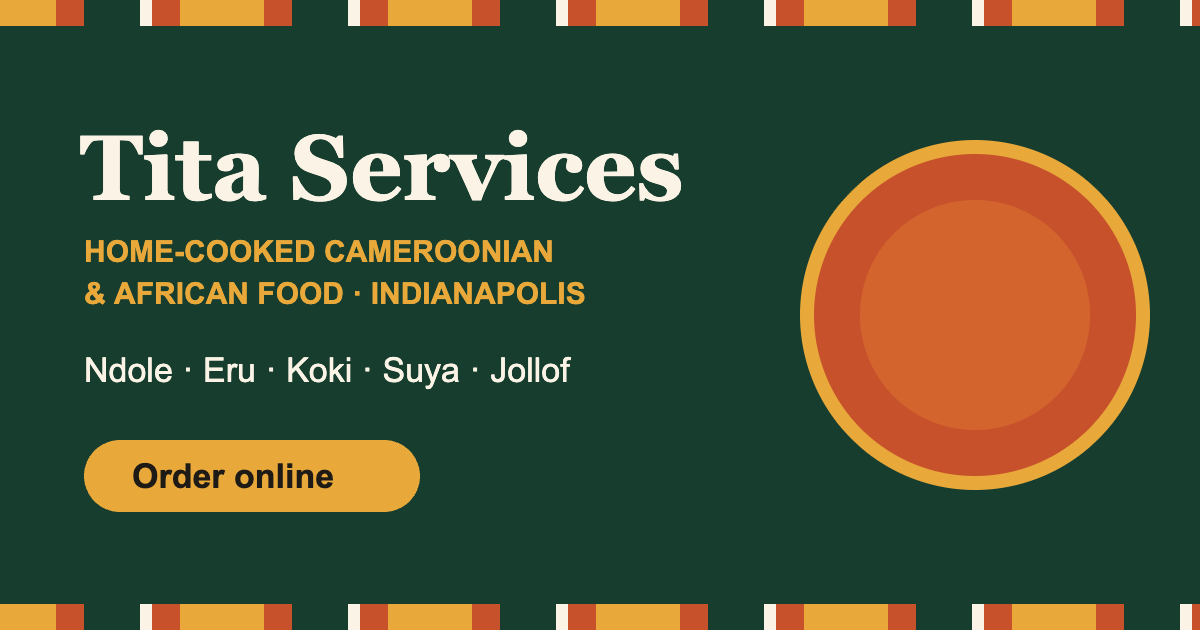 Tita Services
HOME-COOKED CAMEROONIAN
& AFRICAN FOOD · INDIANAPOLIS
Ndole · Eru · Koki · Suya · Jollof
Order online